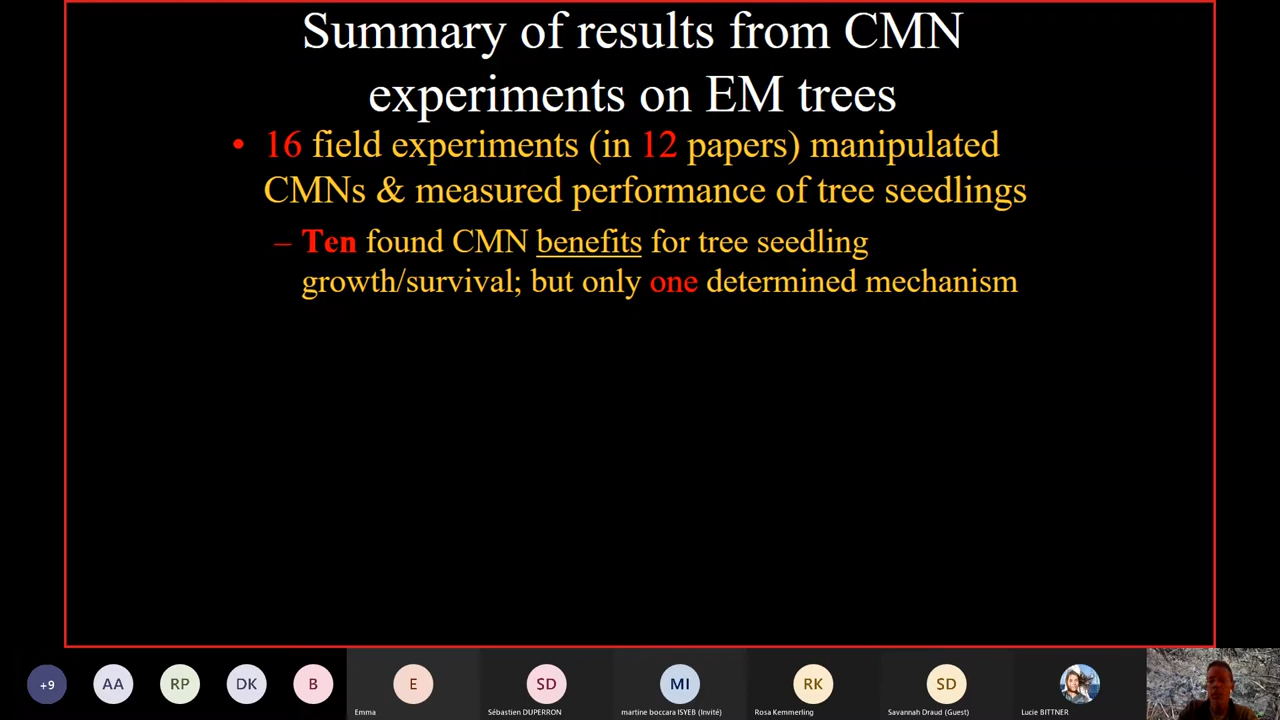 Summary of results from CMN
experiments on EM trees
• 16 field experiments (in 12 papers) manipulated
CMNs & measured performance of tree seedlings
– Ten found CMN benefits for tree seedling
growth/survival; but only one determined mechanism
+9
AA
RP
DK
B
E
SD
MI
RK
SD
Emma
Sébastien DUPERRON
martine boccara ISYEB (Invité)
Rosa Kemmerling
Savannah Draud (Guest)
Lucie BITTNER